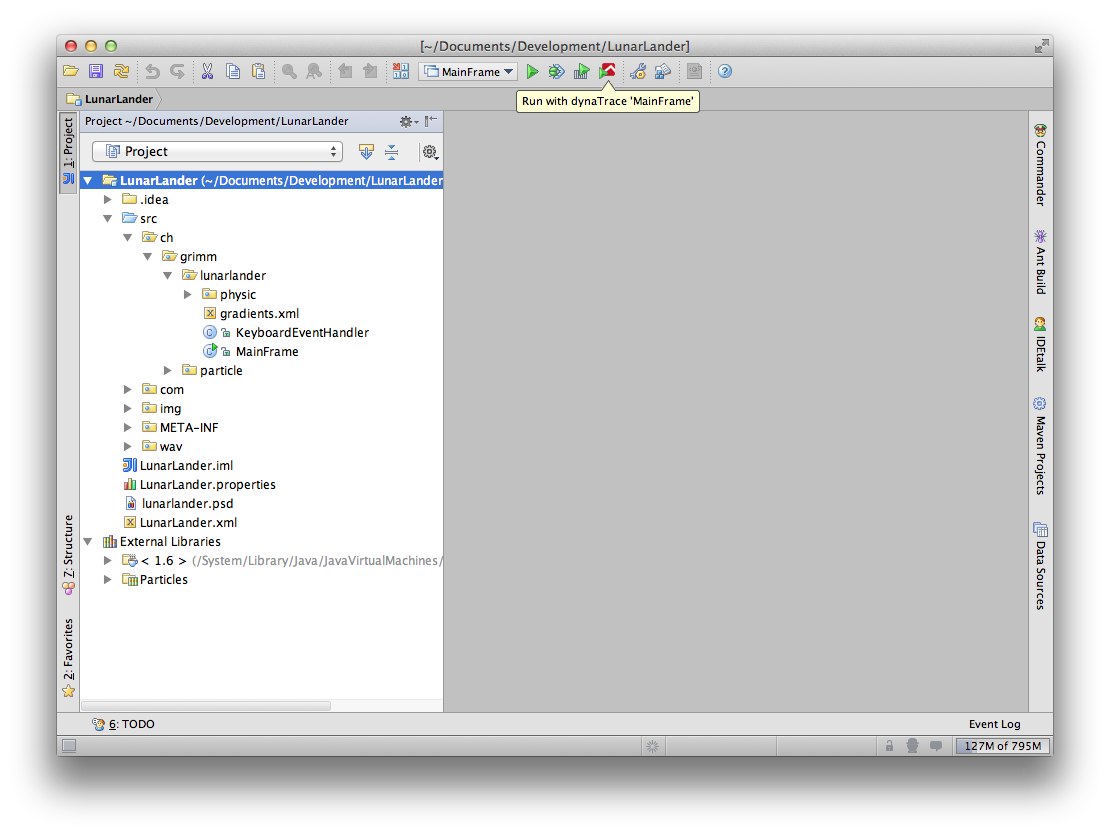 [~/Documents/Development/LunarLander]
MainFrame
Run with dynaTrace 'MainFrame'
LunarLander
Project ~/Documents/Development/LunarLander
1: Project
Project
LunarLander (~/Documents/Development/LunarLander
.idea
src
ch
grimm
lunarlander
physic
gradients.xml
KeyboardEventHandler
MainFrame
particle
com
img
META-INF
wav
LunarLander.iml
LunarLander.properties
lunarlander.psd
LunarLander.xml
External Libraries
< 1.6 > (/System/Library/Java/JavaVirtualMachines/
Particles
7: Structure
2: Favorites
Commander
Ant Build
IDEtalk
Maven Projects
Data Sources
6: TODO
Event Log
127M of 795M